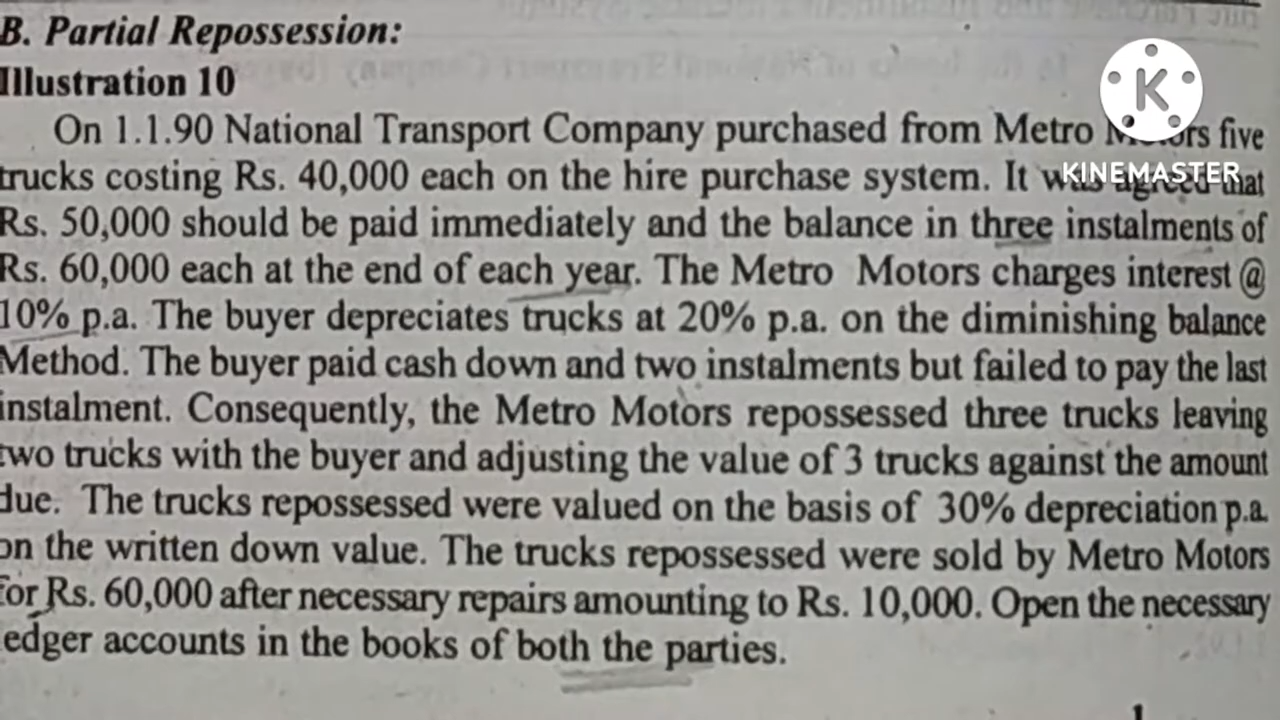 B. Partial Repossession:
Illustration 10
On 1.1.90 National Transport Company purchased from Metro five
trucks costing Rs. 40,000 each on the hire purchase system. It was agreed that
Rs. 50,000 should be paid immediately and the balance in three instalments of
Rs. 60,000 each at the end of each year. The Metro Motors charges interest @
10% p.a. The buyer depreciates trucks at 20% p.a. on the diminishing balance
Method. The buyer paid cash down and two instalments but failed to pay the last
instalment. Consequently, the Metro Motors repossessed three trucks leaving
two trucks with the buyer and adjusting the value of 3 trucks against the amount
due. The trucks repossessed were valued on the basis of 30% depreciation p.a.
on the written down value. The trucks repossessed were sold by Metro Motors
for Rs. 60,000 after necessary repairs amounting to Rs. 10,000. Open the necessary
edger accounts in the books of both the parties.
K
KINEMASTER